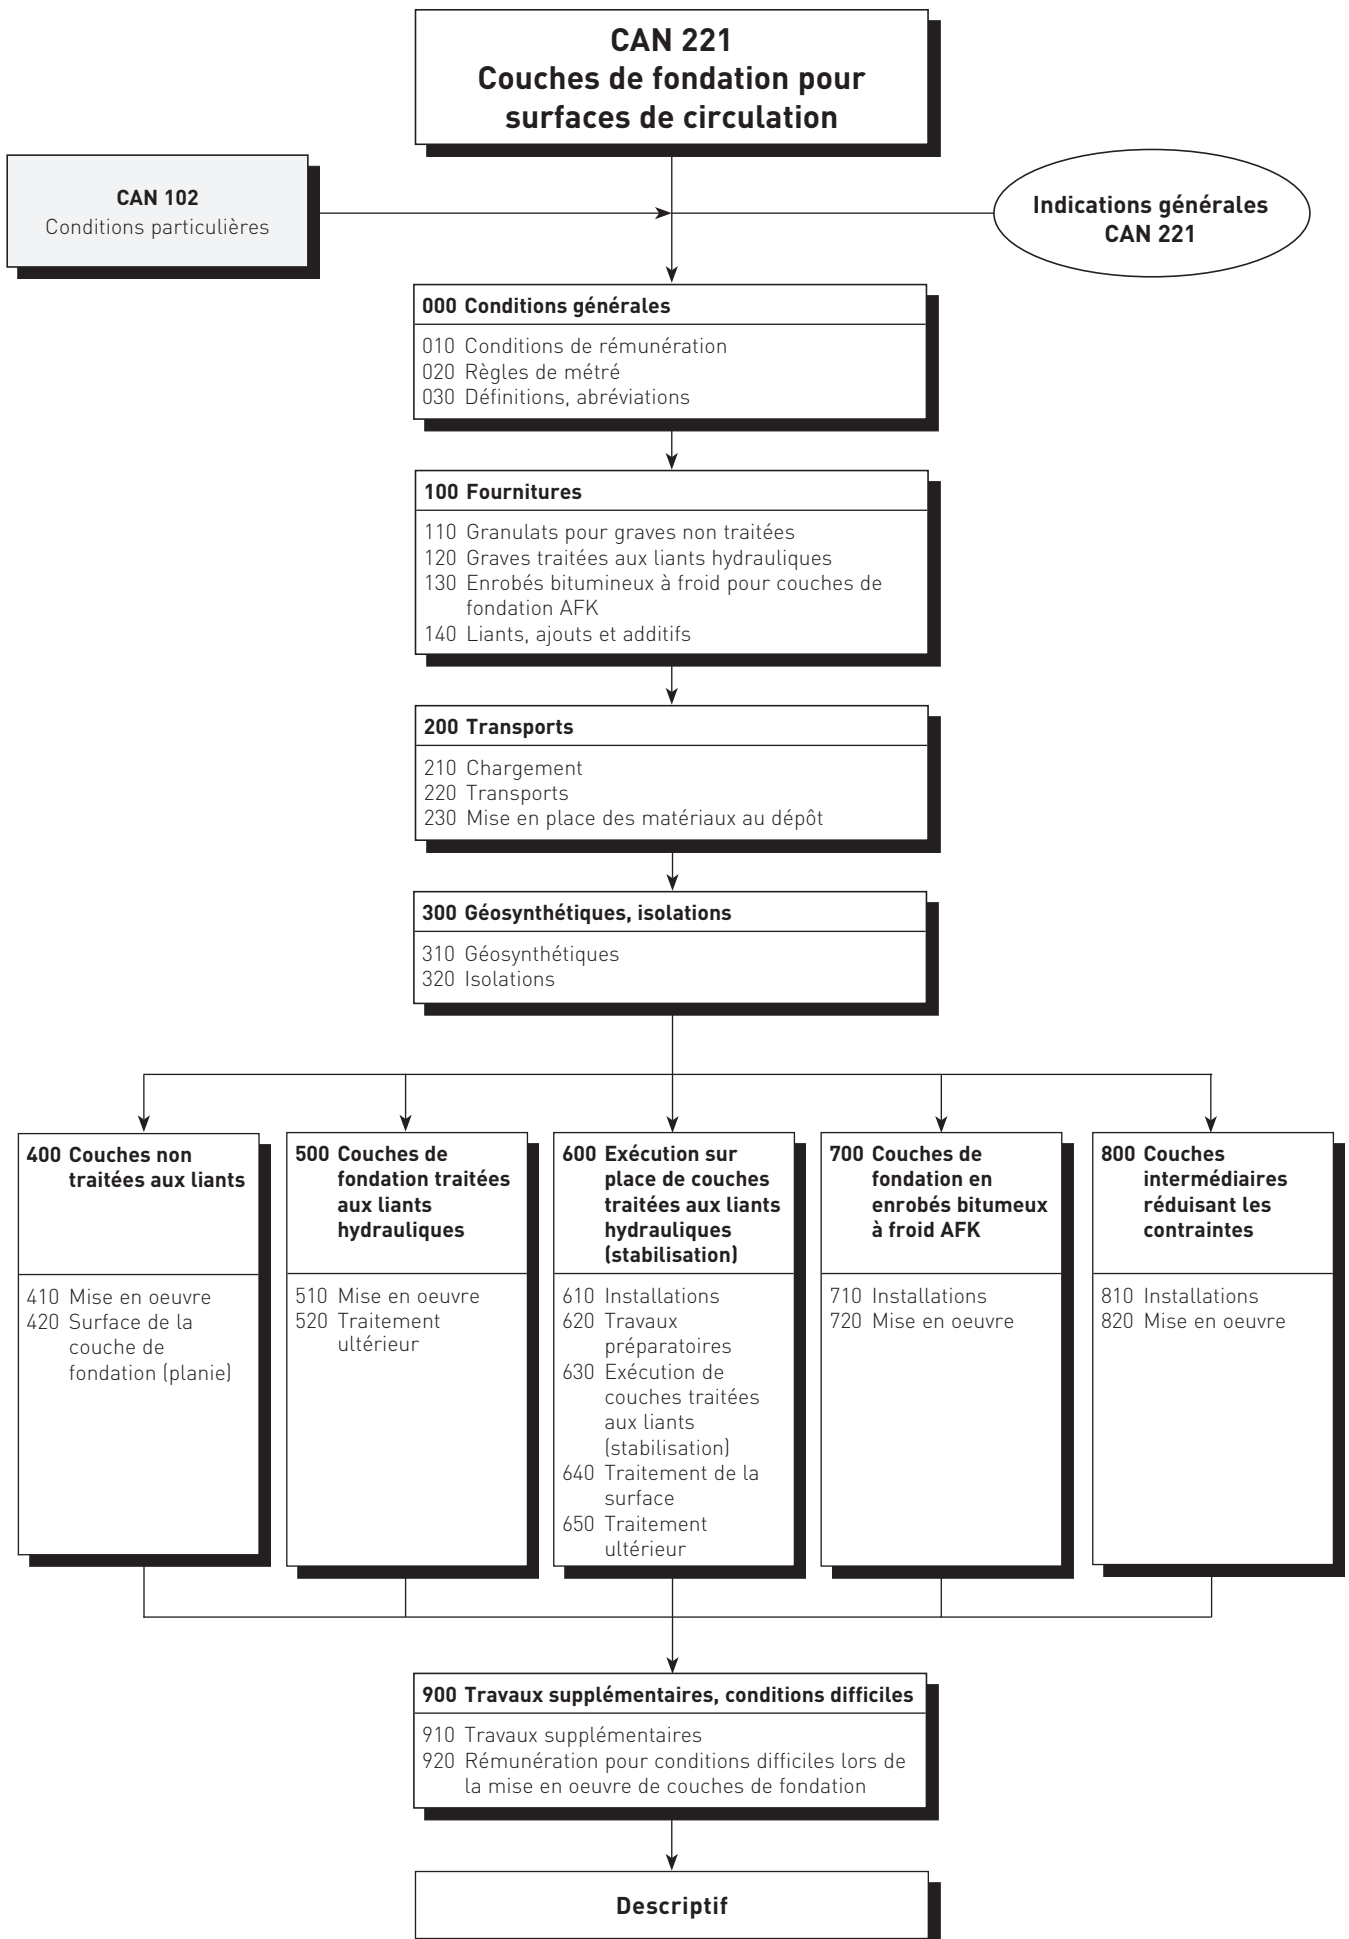 CAN 221
Couches de fondation pour
surfaces de circulation
CAN 102
Conditions particulières
Indications générales
CAN 221
000 Conditions générales
010 Conditions de rémunération
020 Règles de métré
030 Définitions, abréviations
100 Fournitures
110 Granulats pour graves non traitées
120 Graves traitées aux liants hydrauliques
130 Enrobés bitumineux à froid pour couches de
fondation AFK
140 Liants, ajouts et additifs
200 Transports
210 Chargement
220 Transports
230 Mise en place des matériaux au dépôt
300 Géosynthétiques, isolations
310 Géosynthétiques
320 Isolations
400 Couches non
traitées aux liants
410 Mise en oeuvre
420 Surface de la
couche de
fondation (planie)
500 Couches de
fondation traitées
aux liants
hydrauliques
510 Mise en oeuvre
520 Traitement
ultérieur
600 Exécution sur
place de couches
traitées aux liants
hydrauliques
(stabilisation)
610 Installations
620 Travaux
préparatoires
630 Exécution de
couches traitées
aux liants
(stabilisation)
640 Traitement de la
surface
650 Traitement
ultérieur
700 Couches de
fondation en
enrobés bitumeux
à froid AFK
710 Installations
720 Mise en oeuvre
800 Couches
intermédiaires
réduisant les
contraintes
810 Installations
820 Mise en oeuvre
900 Travaux supplémentaires, conditions difficiles
910 Travaux supplémentaires
920 Rémunération pour conditions difficiles lors de
la mise en oeuvre de couches de fondation
Descriptif